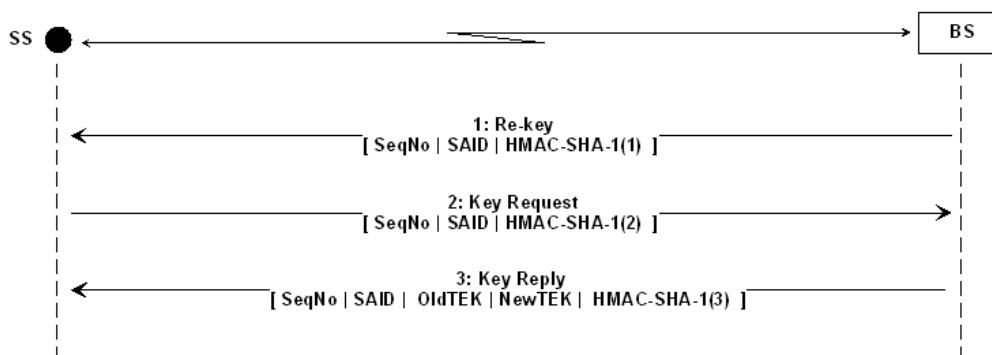 SS
BS
1: Re-key
[ SeqNo | SAID | HMAC-SHA-1(1) ]
2: Key Request
[ SeqNo | SAID | HMAC-SHA-1(2) ]
3: Key Reply
[ SeqNo | SAID | OldTEK | NewTEK | HMAC-SHA-1(3) ]